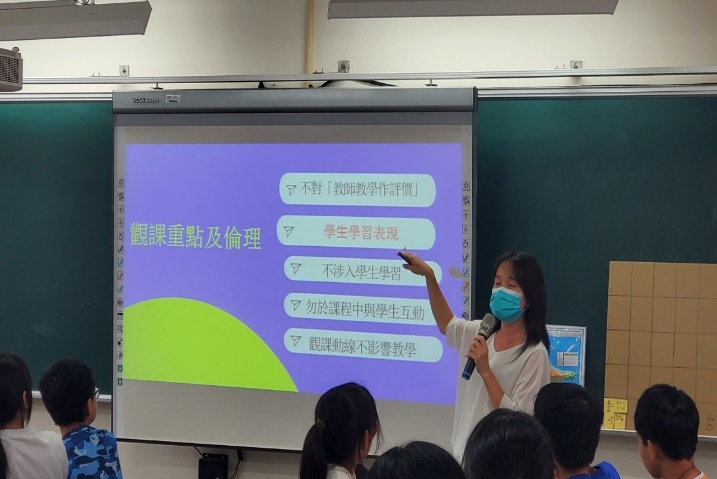 觀課重點及倫理
不對「教師教學作評價」
學生學習表現
不涉入學生學習
勿於課程中與學生互動
觀課動線不影響教學